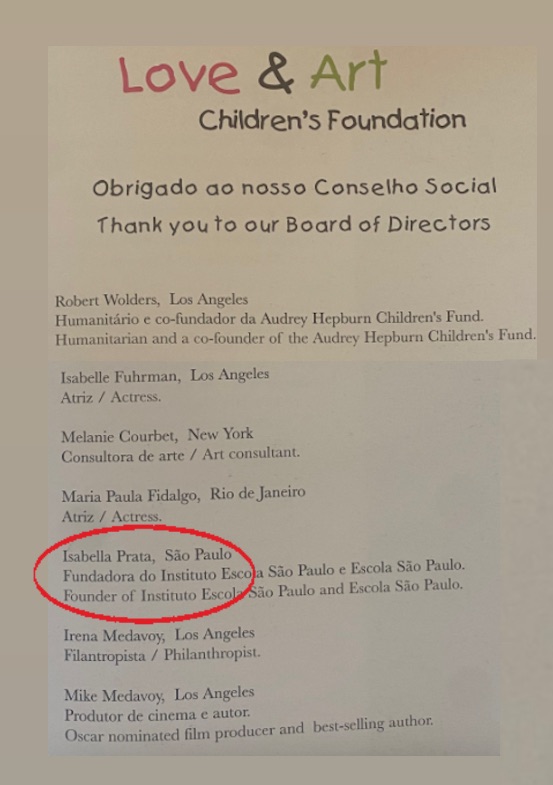 Love & Art
Children's Foundation
Obrigado ao nosso Conselho Social
Thank you to our Board of Directors
Robert Wolders, Los Angeles
Humanitário e co-fundador da Audrey Hepburn Children's Fund.
Humanitarian and a co-founder of the Audrey Hepburn Children's Fund.
Isabelle Fuhrman, Los Angeles
Atriz / Actress.
Melanie Courbet, New York
Consultora de arte / Art consultant.
Maria Paula Fidalgo, Rio de Janeiro
Atriz / Actress.
Isabella Prata, São Paulo
Fundadora do Instituto Escola São Paulo e Escola São Paulo.
Founder of Instituto Escola São Paulo and Escola São Paulo.
Irena Medavoy, Los Angeles
Filantropista / Philanthropist.
Mike Medavoy, Los Angeles
Produtor de cinema e autor.
Oscar nominated film producer and best-selling author.